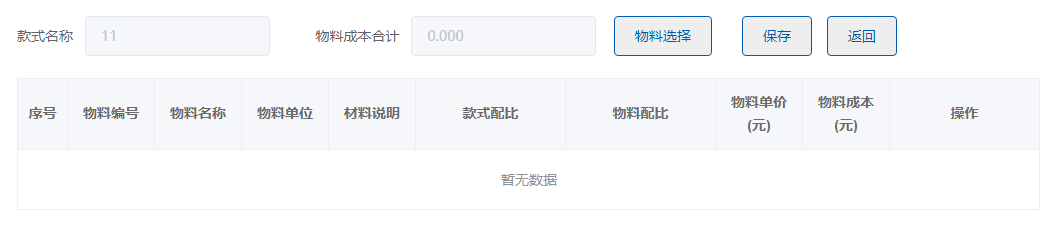 款式名称 11 物料成本合计 0.000 物料选择 保存 返回
序号 物料编号 物料名称 物料单位 材料说明 款式配比 物料配比 物料单价(元) 物料成本(元) 操作
暂无数据